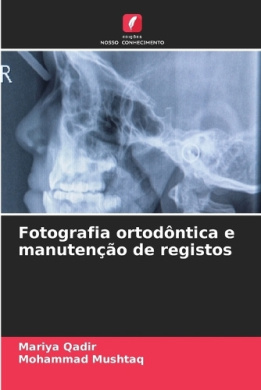 edições
NOSSO CONHECIMENTO
R
Fotografia ortodôntica e
manutenção de registos
Mariya Qadir
Mohammad Mushtaq